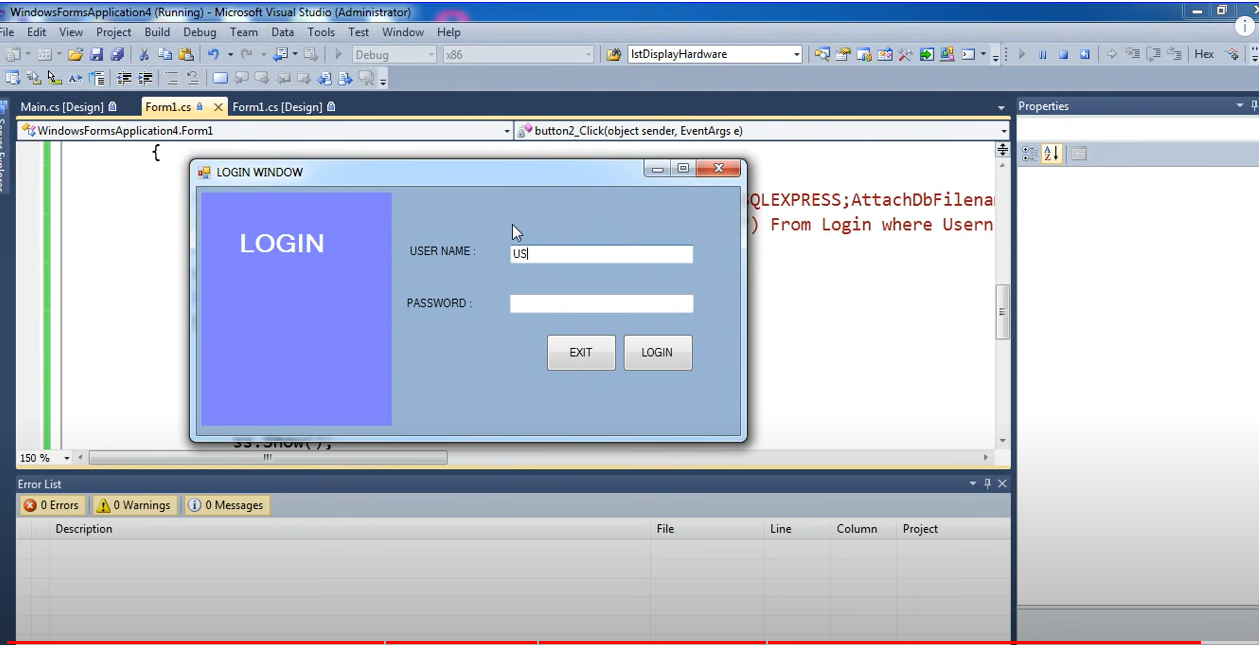 WindowsFormsApplication4 (Running) - Microsoft Visual Studio (Administrator)
File Edit View Project Build Debug Team Data Tools Test Window Help
Debug x86 lstDisplayHardware Hex
Main.cs [Design] Form1.cs Form1.cs [Design] Properties
WindowsFormsApplication4.Form1 button2_Click(object sender, EventArgs e)
{
LOGIN WINDOW
QLEXPRESS;AttachDbFilena
) From Login where Usern
LOGIN
USER NAME :
US
PASSWORD :
EXIT LOGIN
ss.Show();
150 %
Error List
0 Errors 0 Warnings 0 Messages
Description File Line Column Project